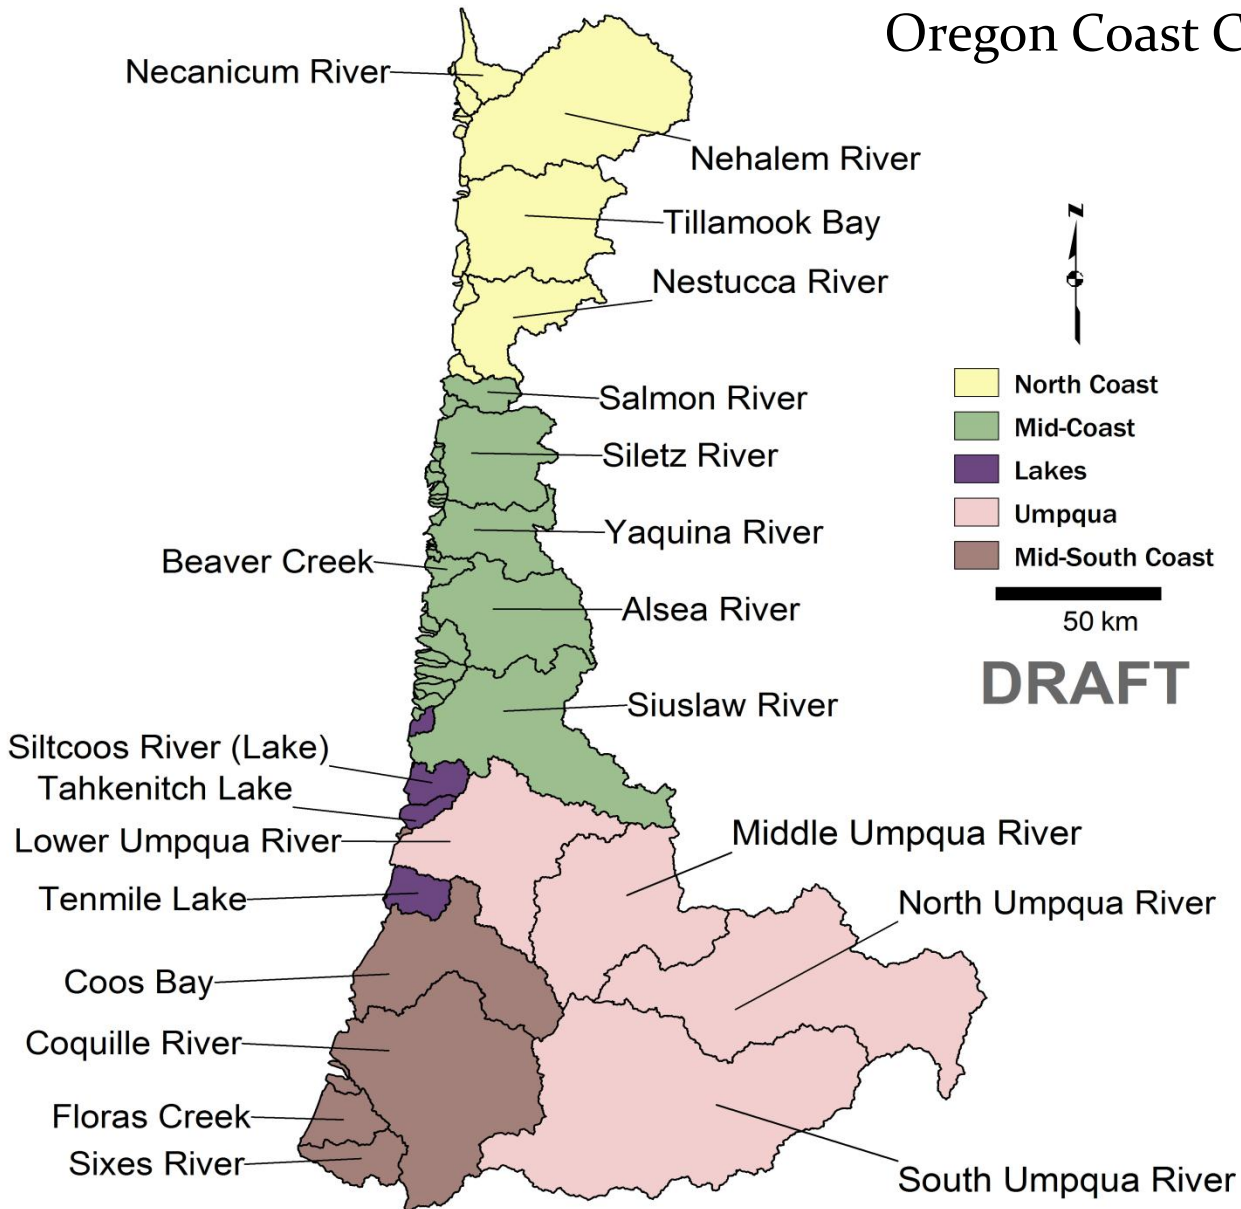 Oregon Coast C
Necanicum River
Nehalem River
Tillamook Bay
Nestucca River
Salmon River
Siletz River
Yaquina River
Beaver Creek
Alsea River
Siuslaw River
Siltcoos River (Lake)
Tahkenitch Lake
Lower Umpqua River
Middle Umpqua River
Tenmile Lake
North Umpqua River
Coos Bay
Coquille River
Floras Creek
Sixes River
South Umpqua River
N
North Coast
Mid-Coast
Lakes
Umpqua
Mid-South Coast
50 km
DRAFT